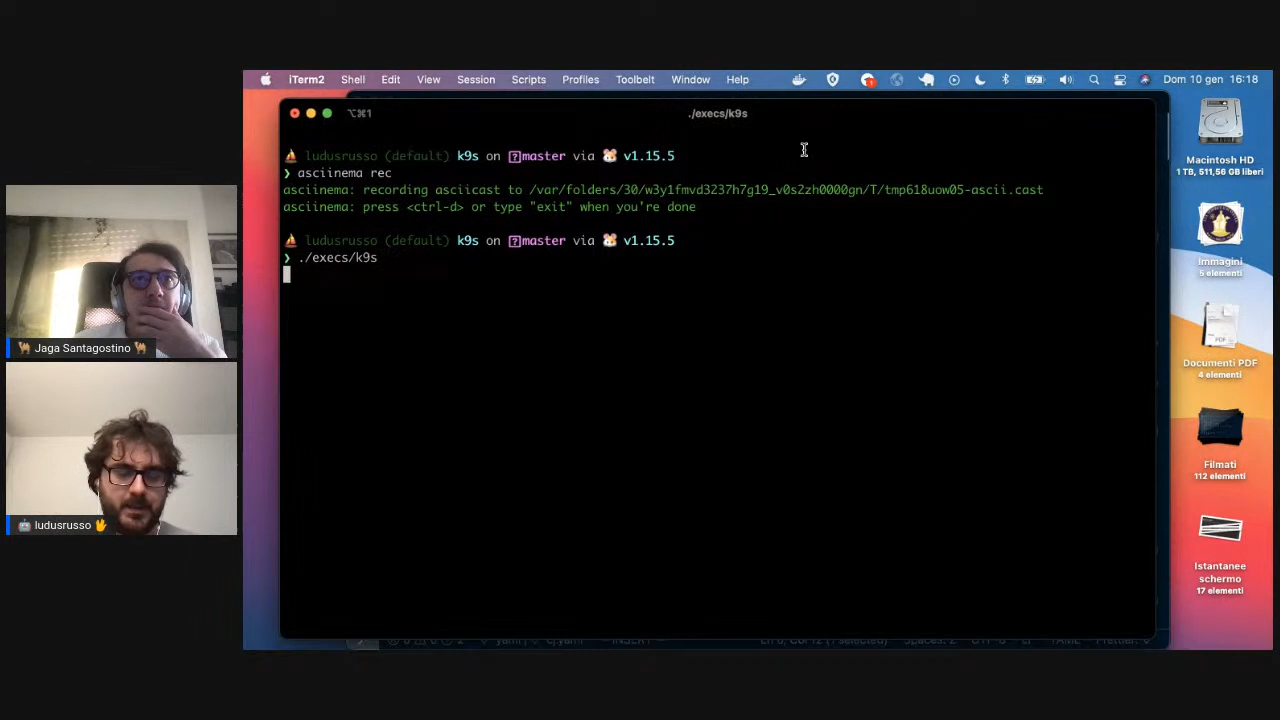 iTerm2 Shell Edit View Session Scripts Profiles Toolbelt Window Help
Dom 10 gen 16:18
⌥⌘1
./execs/k9s
⛵ ludusrusso (default) k9s on master via 🐹 v1.15.5
❯ asciinema rec
asciinema: recording asciicast to /var/folders/30/w3y1fmvd3237h7g19_v0s2zh0000gn/T/tmp618uow05-ascii.cast
asciinema: press <ctrl-d> or type "exit" when you're done
⛵ ludusrusso (default) k9s on master via 🐹 v1.15.5
❯ ./execs/k9s
Macintosh HD
1 TB, 511,56 GB liberi
Immagini
5 elementi
PDF
Documenti PDF
4 elementi
Filmati
112 elementi
Istantanee
schermo
17 elementi
🐫 Jaga Santagostino 🐫
🤖 ludusrusso 🖖